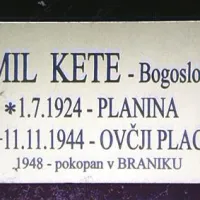 MIL KETE - Bogoslo
*1.7.1924 - PLANINA
+11.11.1944 - OVČJI PLAC
1948 - pokopan v BRANIKU